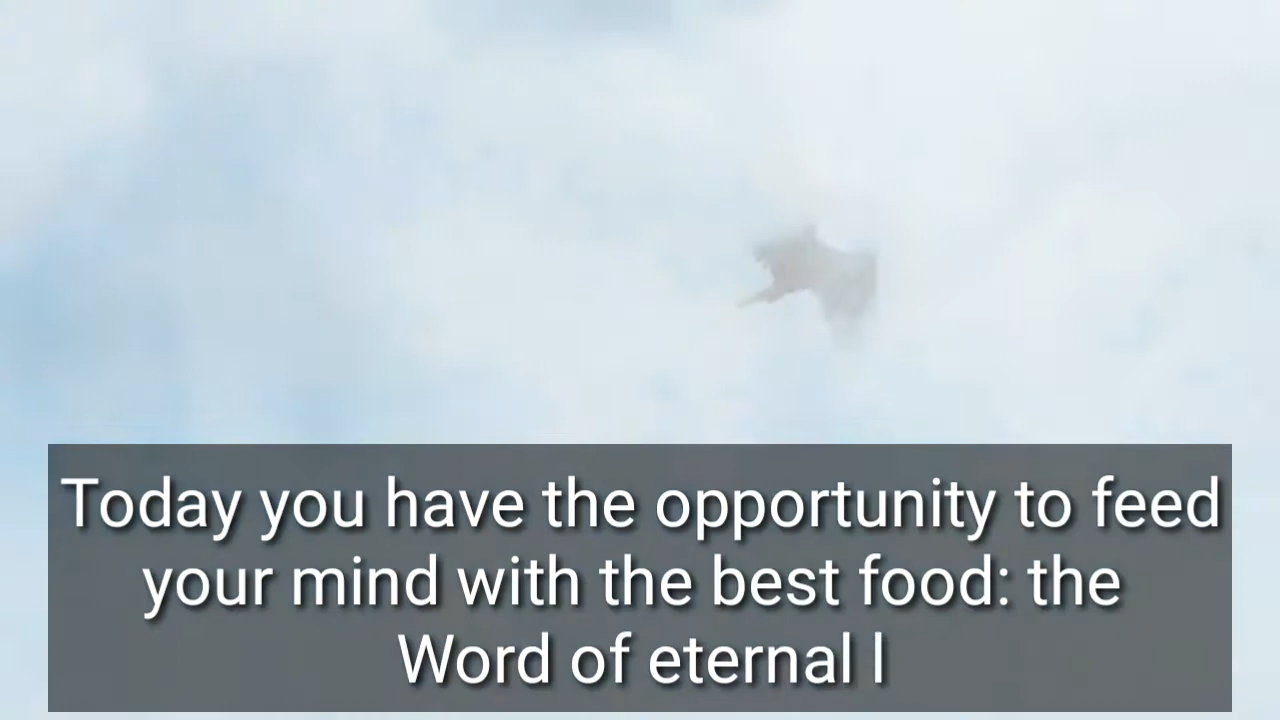 Today you have the opportunity to feed
your mind with the best food: the
Word of eternal l